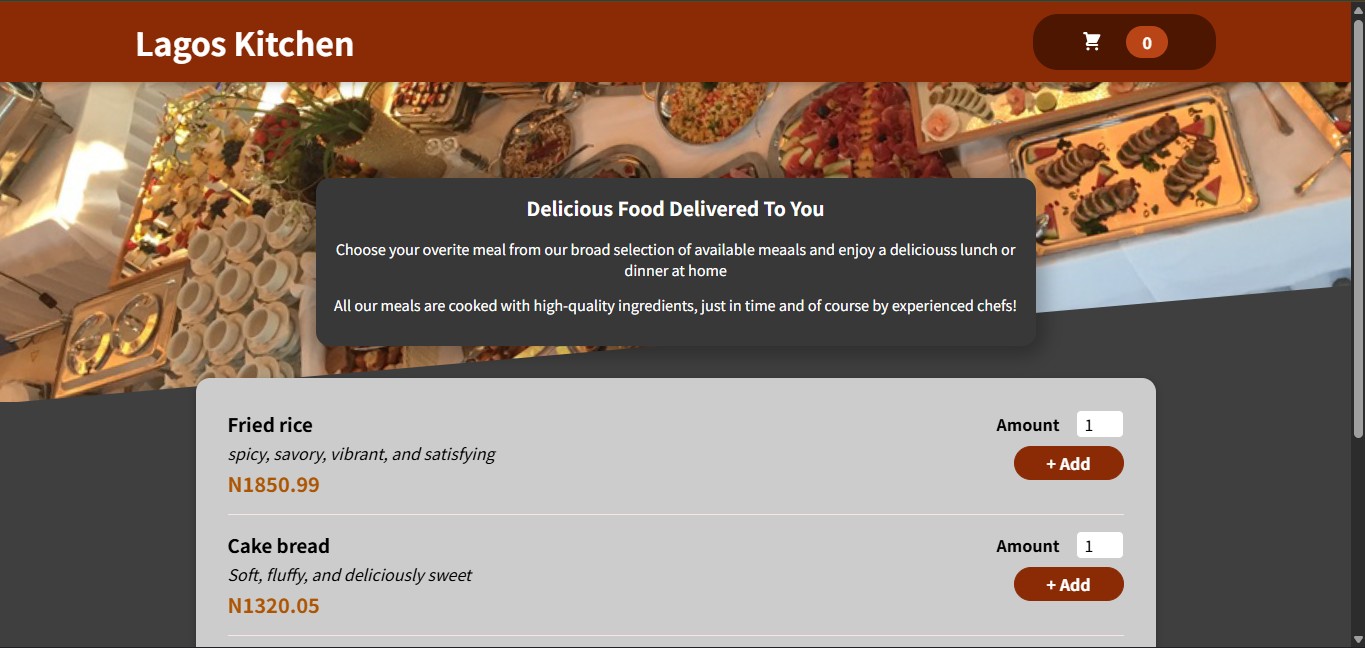 Lagos Kitchen
0
Delicious Food Delivered To You
Choose your overite meal from our broad selection of available meaals and enjoy a deliciouss lunch or
dinner at home
All our meals are cooked with high-quality ingredients, just in time and of course by experienced chefs!
Fried rice
spicy, savory, vibrant, and satisfying
N1850.99
Amount 1
+ Add
Cake bread
Soft, fluffy, and deliciously sweet
N1320.05
Amount 1
+ Add